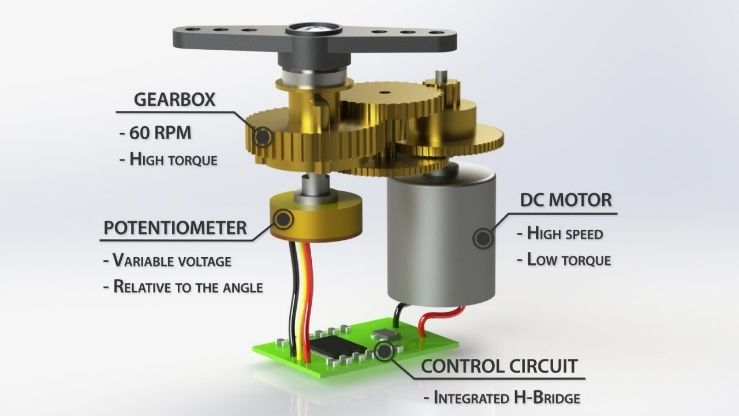 GEARBOX
- 60 RPM
- HIGH TORQUE
POTENTIOMETER
- VARIABLE VOLTAGE
- RELATIVE TO THE ANGLE
DC MOTOR
- HIGH SPEED
- LOW TORQUE
CONTROL CIRCUIT
- INTEGRATED H-BRIDGE